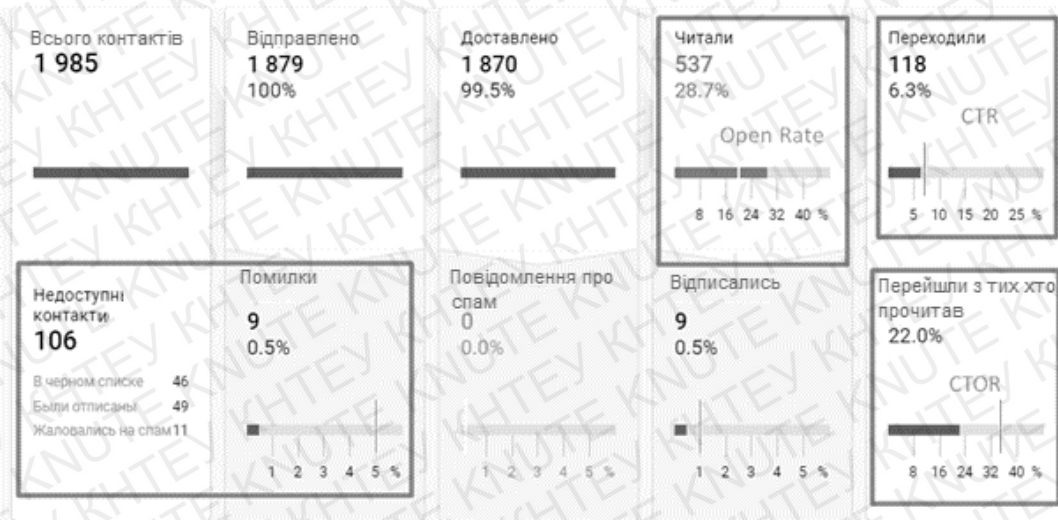 Всього контактів
1 985
Відправлено
1 879
100%
Доставлено
1 870
99.5%
Читали
537
28.7%
Open Rate
8 16 24 32 40 %
Переходили
118
6.3%
CTR
5 10 15 20 25 %
Недоступні
контакти
106
В черном списке 46
Были отписаны 49
Жаловались на спам 11
Помилки
9
0.5%
1 2 3 4 5 %
Повідомлення про
спам
0
0.0%
1 2 3 4 5 %
Відписались
9
0.5%
1 2 3 4 5 %
Перейшли з тих хто
прочитав
22.0%
CTOR
8 16 24 32 40 %
КНТЕУ KNUTE